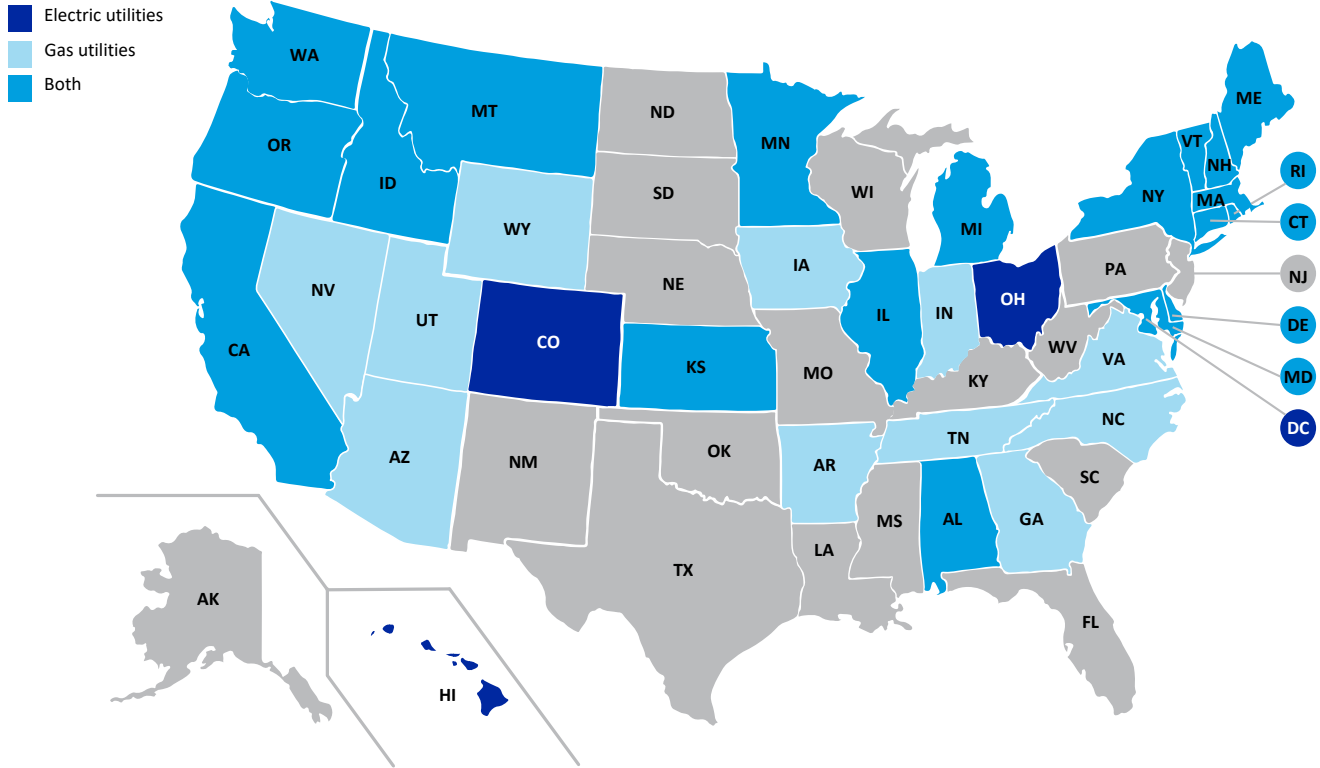 Electric utilities
Gas utilities
Both
WA
MT
ND
MN
ME
OR
ID
SD
WI
VT
NH
NY
MA
RI
CT
MI
WY
IA
NE
PA
NJ
NV
UT
CO
IL
IN
OH
DE
CA
KS
MO
KY
WV
VA
MD
DC
AZ
NM
OK
AR
TN
NC
SC
MS
AL
GA
LA
TX
AK
FL
HI